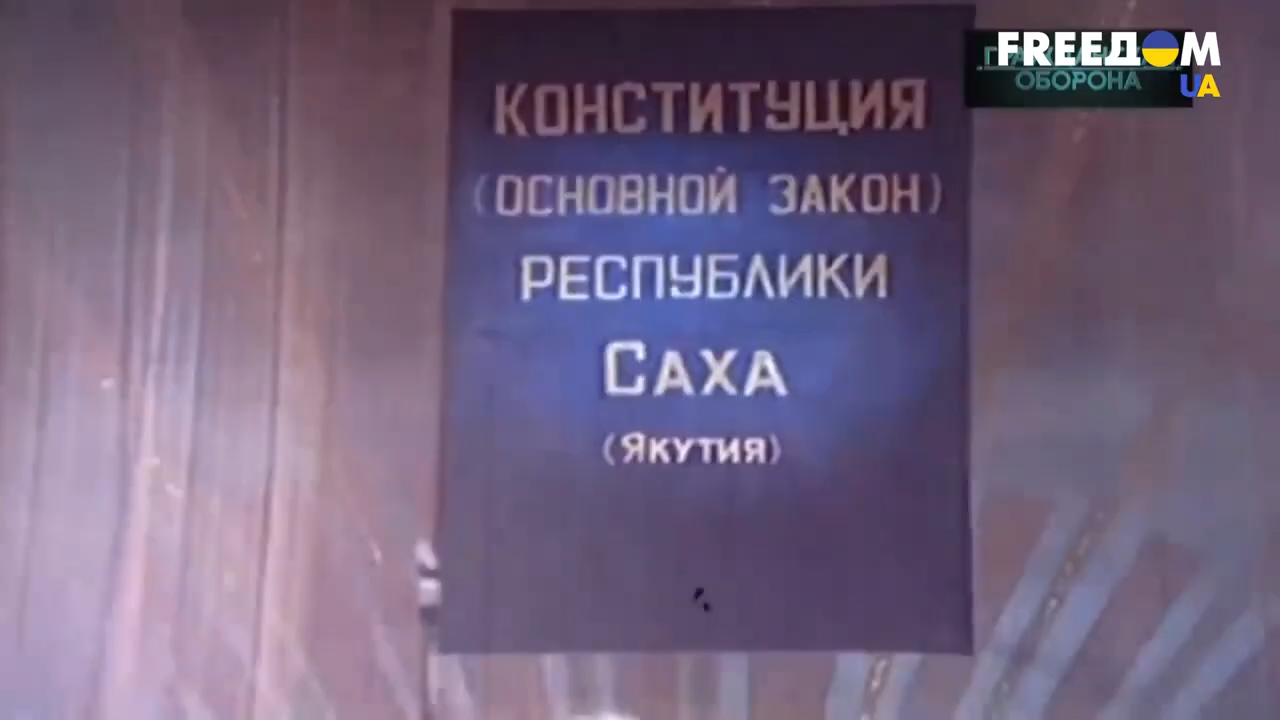 КОНСТИТУЦИЯ
(ОСНОВНОЙ ЗАКОН)
РЕСПУБЛИКИ
САХА
(ЯКУТИЯ)
FREEДОМ
UA
ОБОРОНА